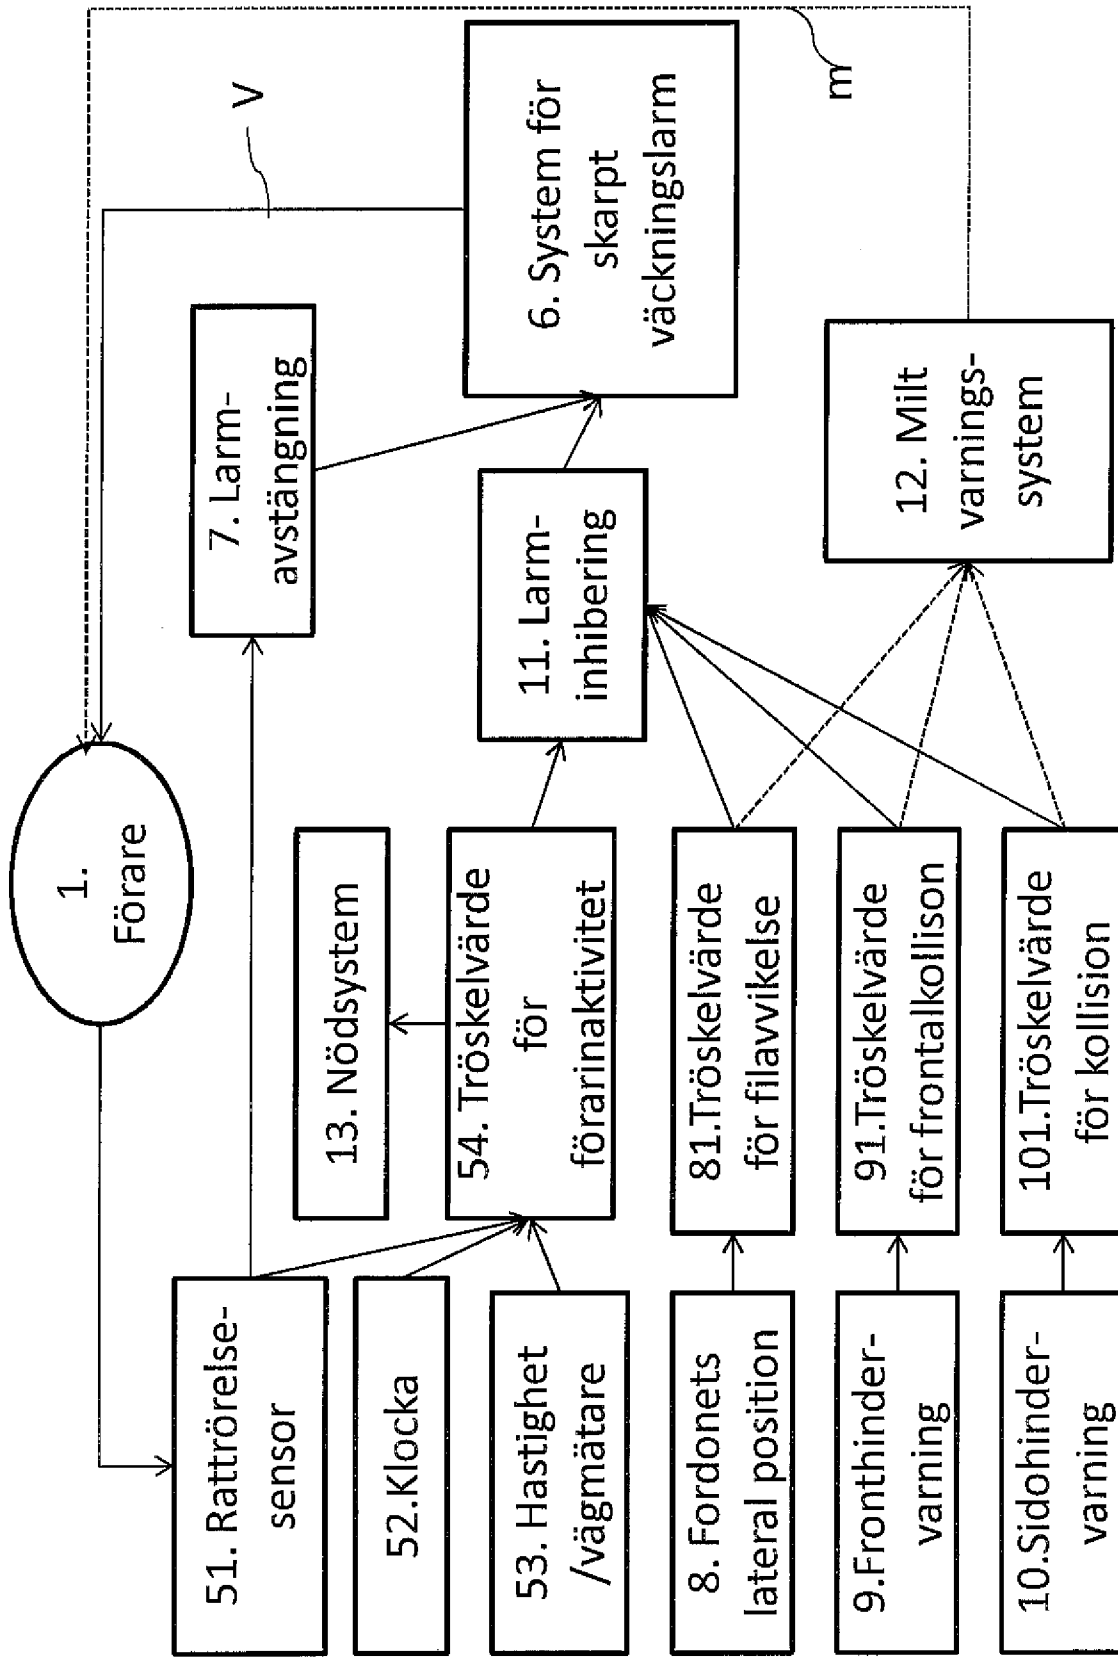 1.
Förare
V
m
51. Rattrörelse-
sensor
52.Klocka
53. Hastighet
/vägmätare
8. Fordonets
lateral position
9.Fronthinder-
varning
10.Sidohinder-
varning
13. Nödsystem
54. Tröskelvärde
för
förarinaktivitet
81.Tröskelvärde
för filavvikelse
91.Tröskelvärde
för frontalkollison
101.Tröskelvärde
för kollision
7. Larm-
avstängning
11. Larm-
inhibering
6. System för
skarpt
väckningslarm
12. Milt
varnings-
system